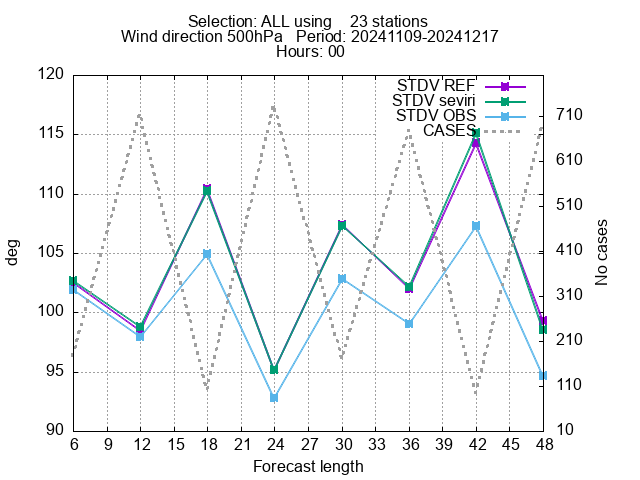 Selection: ALL using    23 stations
Wind direction 500hPa   Period: 20241109-20241217
Hours: 00
STDV REF
STDV seviri
STDV OBS
CASES
deg
120
115
110
105
100
95
90
No cases
710
610
510
410
310
210
110
10
6 9 12 15 18 21 24 27 30 33 36 39 42 45 48
Forecast length